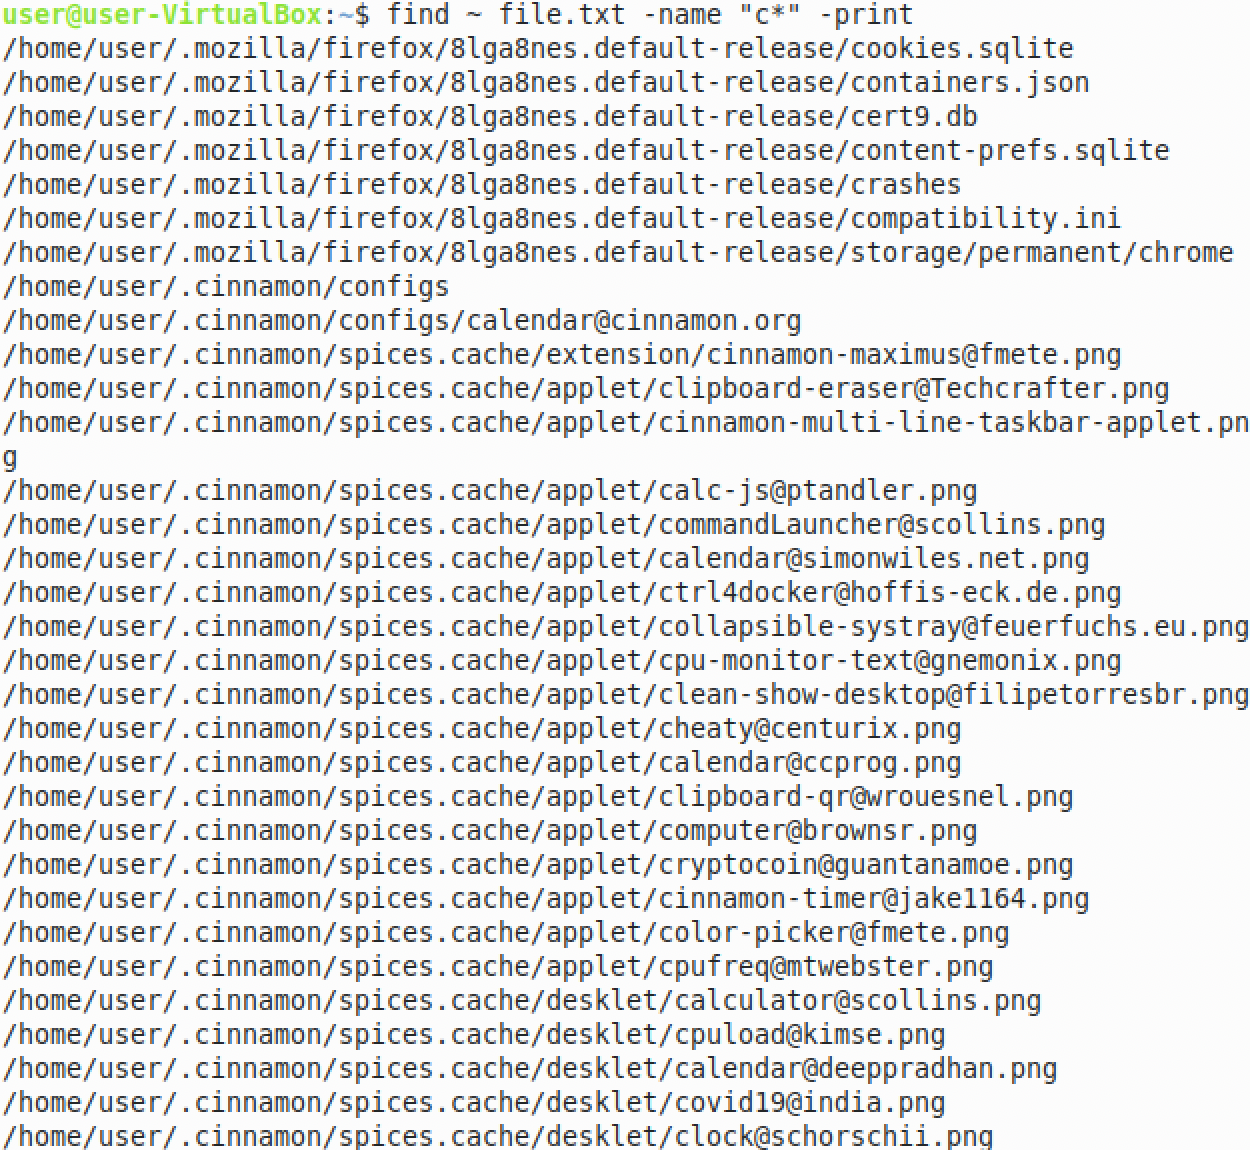 user@user-VirtualBox:~$ find ~ file.txt -name "c*" -print
/home/user/.mozilla/firefox/8lga8nes.default-release/cookies.sqlite
/home/user/.mozilla/firefox/8lga8nes.default-release/containers.json
/home/user/.mozilla/firefox/8lga8nes.default-release/cert9.db
/home/user/.mozilla/firefox/8lga8nes.default-release/content-prefs.sqlite
/home/user/.mozilla/firefox/8lga8nes.default-release/crashes
/home/user/.mozilla/firefox/8lga8nes.default-release/compatibility.ini
/home/user/.mozilla/firefox/8lga8nes.default-release/storage/permanent/chrome
/home/user/.cinnamon/configs
/home/user/.cinnamon/configs/calendar@cinnamon.org
/home/user/.cinnamon/spices.cache/extension/cinnamon-maximus@fmete.png
/home/user/.cinnamon/spices.cache/applet/clipboard-eraser@Techcrafter.png
/home/user/.cinnamon/spices.cache/applet/cinnamon-multi-line-taskbar-applet.pn
g
/home/user/.cinnamon/spices.cache/applet/calc-js@ptandler.png
/home/user/.cinnamon/spices.cache/applet/commandLauncher@scollins.png
/home/user/.cinnamon/spices.cache/applet/calendar@simonwiles.net.png
/home/user/.cinnamon/spices.cache/applet/ctrl4docker@hoffis-eck.de.png
/home/user/.cinnamon/spices.cache/applet/collapsible-systray@feuerfuchs.eu.png
/home/user/.cinnamon/spices.cache/applet/cpu-monitor-text@gnemonix.png
/home/user/.cinnamon/spices.cache/applet/clean-show-desktop@filipetorresbr.png
/home/user/.cinnamon/spices.cache/applet/cheaty@centurix.png
/home/user/.cinnamon/spices.cache/applet/calendar@ccprog.png
/home/user/.cinnamon/spices.cache/applet/clipboard-qr@wrouesnel.png
/home/user/.cinnamon/spices.cache/applet/computer@brownsr.png
/home/user/.cinnamon/spices.cache/applet/cryptocoin@guantanamoe.png
/home/user/.cinnamon/spices.cache/applet/cinnamon-timer@jake1164.png
/home/user/.cinnamon/spices.cache/applet/color-picker@fmete.png
/home/user/.cinnamon/spices.cache/applet/cpufreq@mtwebster.png
/home/user/.cinnamon/spices.cache/desklet/calculator@scollins.png
/home/user/.cinnamon/spices.cache/desklet/cpuload@kimse.png
/home/user/.cinnamon/spices.cache/desklet/calendar@deeppradhan.png
/home/user/.cinnamon/spices.cache/desklet/covid19@india.png
/home/user/.cinnamon/spices.cache/desklet/clock@schorschii.png